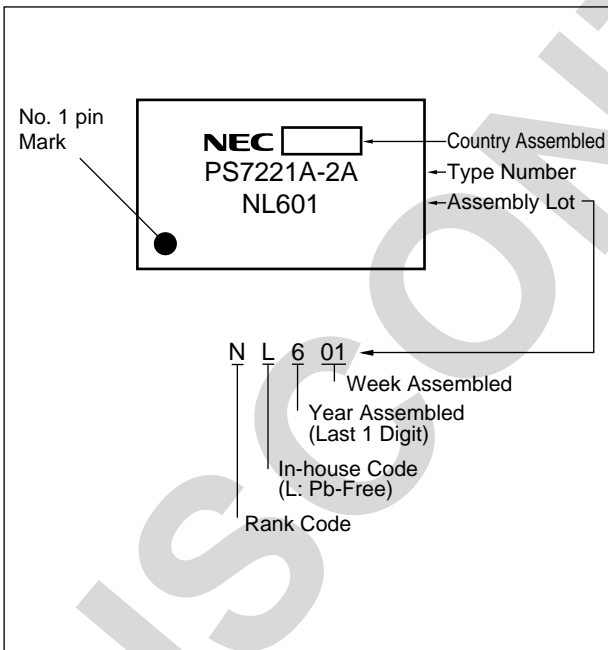 No. 1 pin
Mark
NEC
Country Assembled
PS7221A-2A
Type Number
NL601
Assembly Lot
N L 6 01
Week Assembled
Year Assembled
(Last 1 Digit)
In-house Code
(L: Pb-Free)
Rank Code